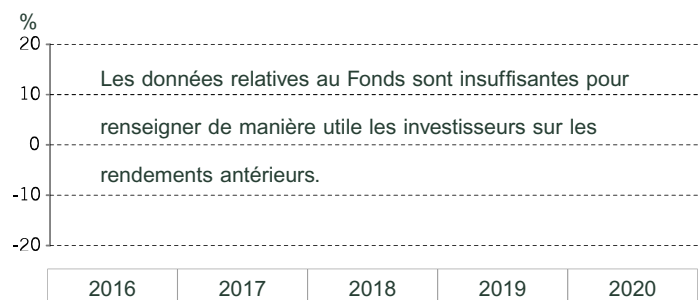 %
20
Les données relatives au Fonds sont insuffisantes pour
10
renseigner de manière utile les investisseurs sur les
0
rendements antérieurs.
-10
-20
2016 2017 2018 2019 2020